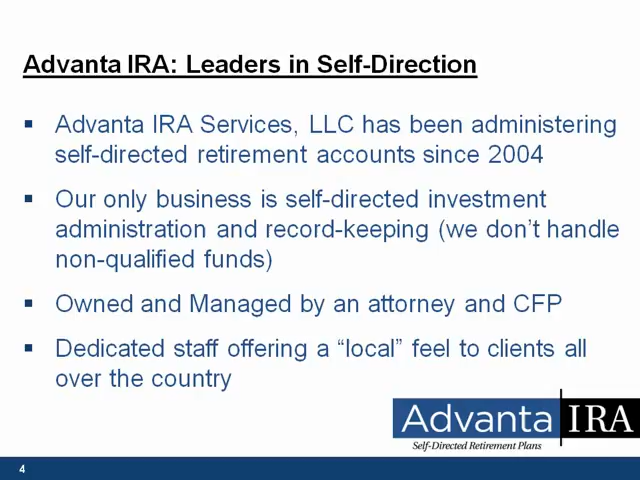 Advanta IRA: Leaders in Self-Direction
▪ Advanta IRA Services, LLC has been administering
self-directed retirement accounts since 2004
▪ Our only business is self-directed investment
administration and record-keeping (we don’t handle
non-qualified funds)
▪ Owned and Managed by an attorney and CFP
▪ Dedicated staff offering a “local” feel to clients all
over the country
Advanta IRA
Self-Directed Retirement Plans
4